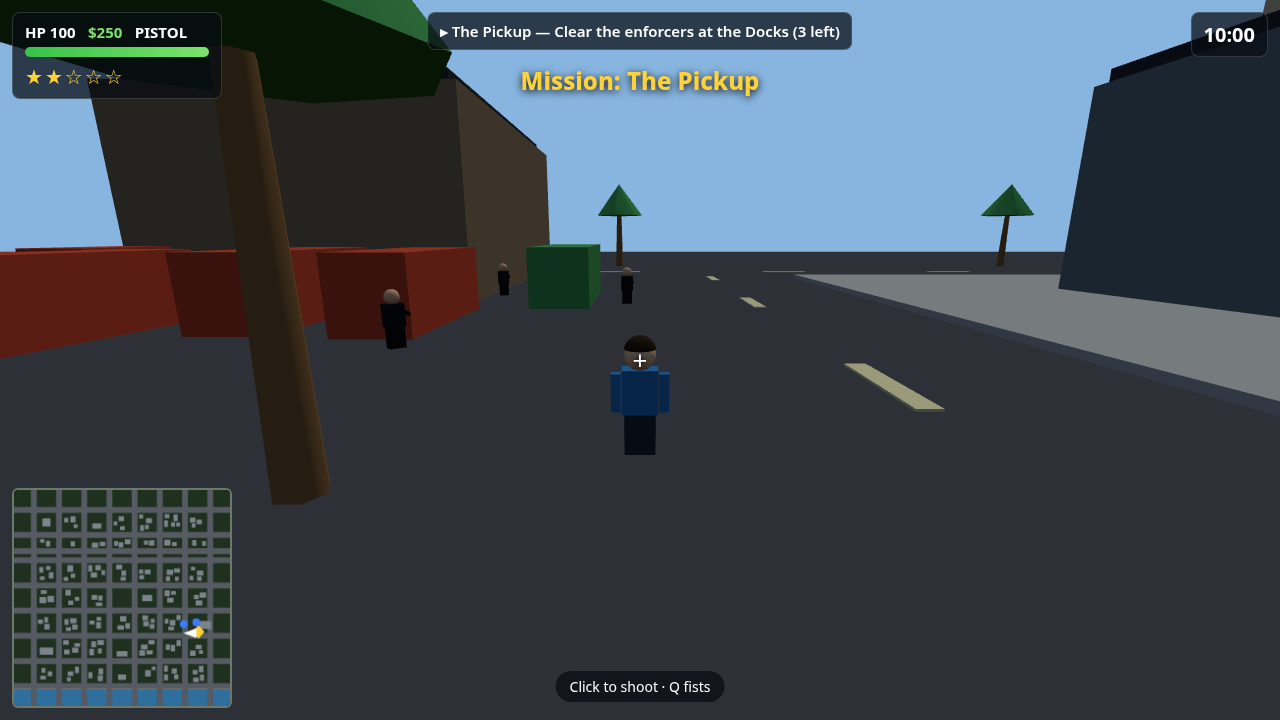 HP 100 $250 PISTOL
★★☆☆☆
▸ The Pickup — Clear the enforcers at the Docks (3 left)
10:00
Mission: The Pickup
Click to shoot · Q fists